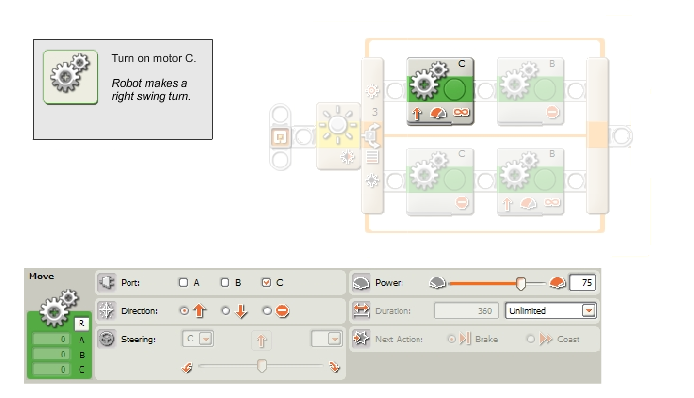 Turn on motor C.
Robot makes a
right swing turn.
C
B
3
C
B
Move
Port:
A
B
C
Power
75
Direction:
Duration:
360
Unlimited
R
0 A
0 B
0 C
Steering:
C
Next Action:
Brake
Coast